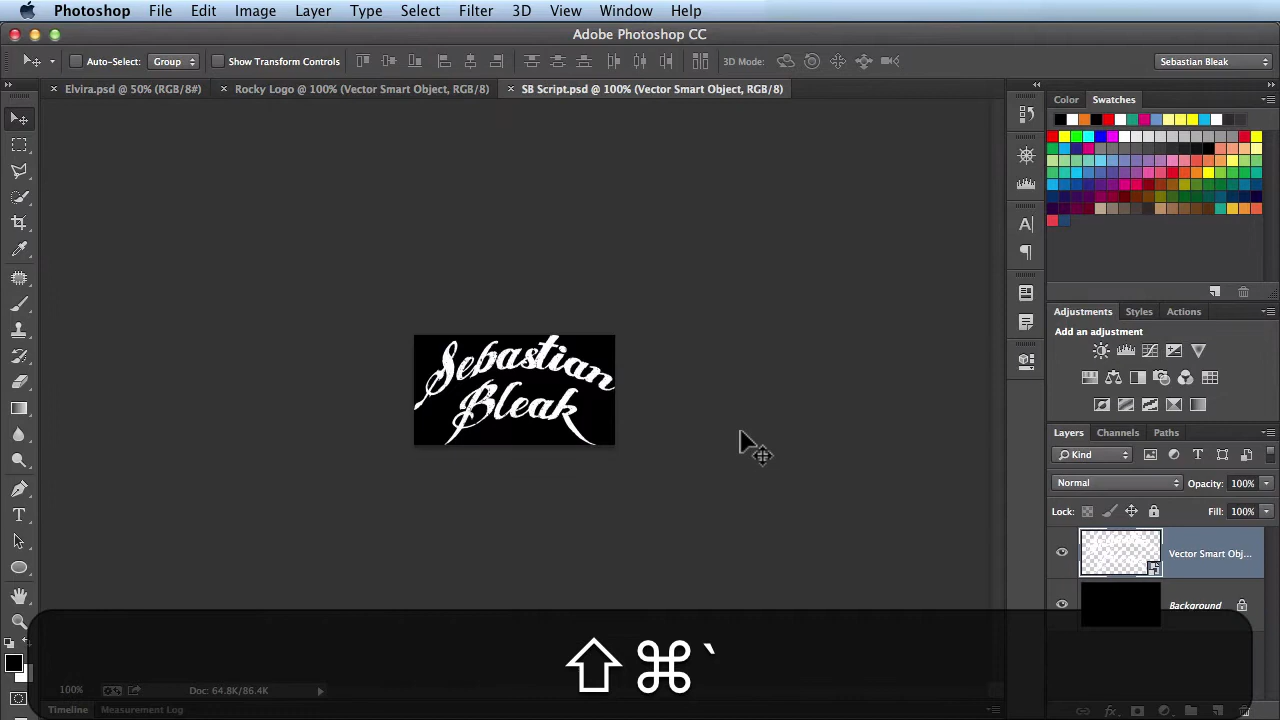 Photoshop File Edit Image Layer Type Select Filter 3D View Window Help
Adobe Photoshop CC
Auto-Select: Group Show Transform Controls 3D Mode: Sebastian Bleak
Elvira.psd @ 50% (RGB/8#) Rocky Logo @ 100% (Vector Smart Object, RGB/8) SB Script.psd @ 100% (Vector Smart Object, RGB/8)
Color Swatches
Adjustments Styles Actions
Add an adjustment
Sebastian
Bleak
Layers Channels Paths
Kind
Normal Opacity: 100%
Lock: Fill: 100%
Vector Smart Obj...
Background
⇧⌘`
100% Doc: 64.8K/86.4K
Timeline Measurement Log